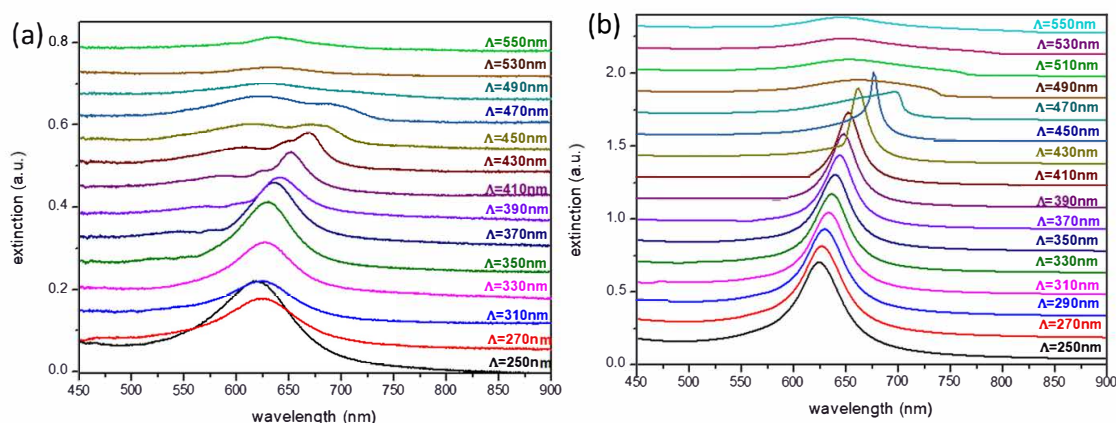 (a)
0.8
0.6
0.4
0.2
0.0
extinction (a.u.)
Λ=550nm
Λ=530nm
Λ=490nm
Λ=470nm
Λ=450nm
Λ=430nm
Λ=410nm
Λ=390nm
Λ=370nm
Λ=350nm
Λ=330nm
Λ=310nm
Λ=270nm
Λ=250nm
450 500 550 600 650 700 750 800 850 900
wavelength (nm)
(b)
2.0
1.5
1.0
0.5
0.0
extinction (a.u.)
Λ=550nm
Λ=530nm
Λ=510nm
Λ=490nm
Λ=470nm
Λ=450nm
Λ=430nm
Λ=410nm
Λ=390nm
Λ=370nm
Λ=350nm
Λ=330nm
Λ=310nm
Λ=290nm
Λ=270nm
Λ=250nm
450 500 550 600 650 700 750 800 850 900
wavelength (nm)